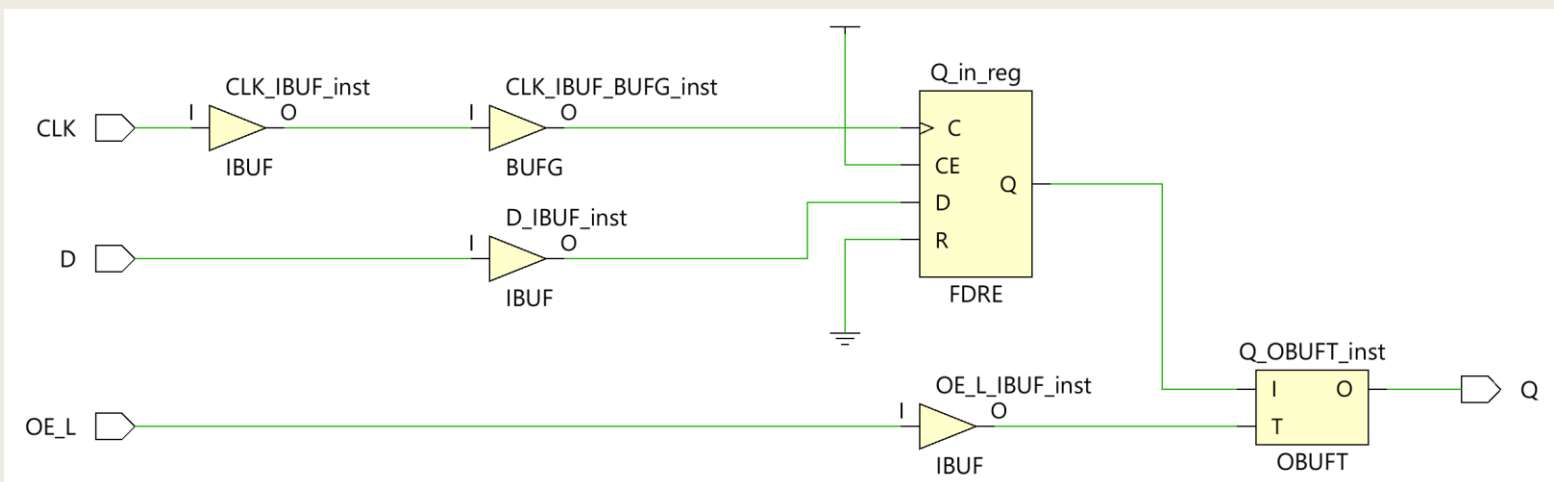 Q_in_reg
CLK_IBUF_inst
CLK_IBUF_BUFG_inst
I O
I O
CLK
C
IBUF
BUFG
CE
Q
D_IBUF_inst
D
I O
D
R
IBUF
FDRE
Q_OBUFT_inst
OE_L_IBUF_inst
I O
Q
I O
OE_L
T
IBUF
OBUFT